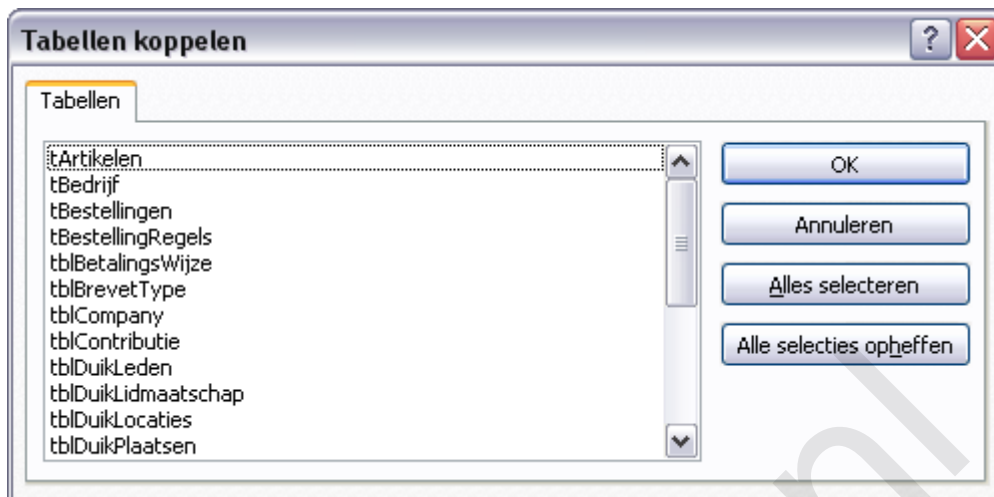 Tabellen koppelen
?
Tabellen
tArtikelen
tBedrijf
tBestellingen
tBestellingRegels
tblBetalingsWijze
tblBrevetType
tblCompany
tblContributie
tblDuikLeden
tblDuikLidmaatschap
tblDuikLocaties
tblDuikPlaatsen
OK
Annuleren
Alles selecteren
Alle selecties opheffen
nl